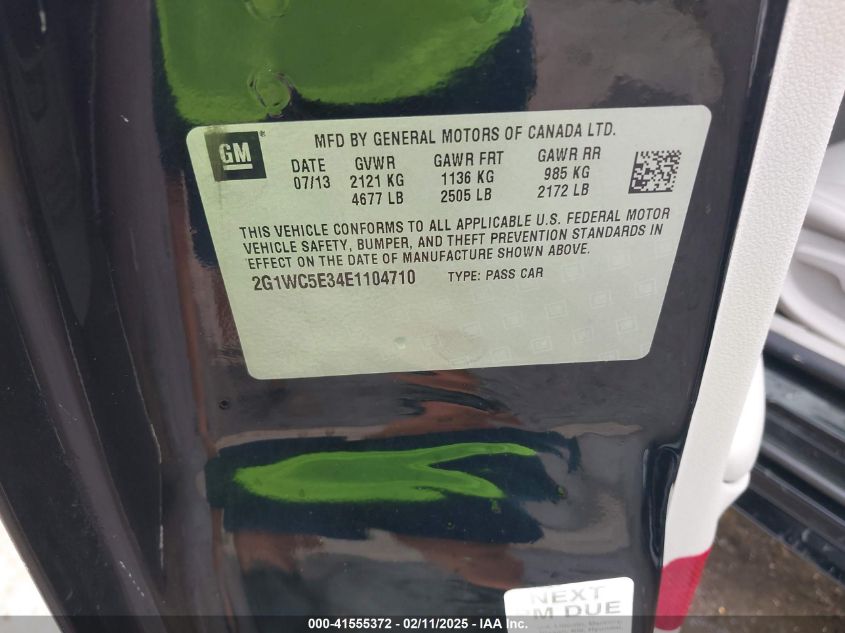 GM
MFD BY GENERAL MOTORS OF CANADA LTD.
DATE GVWR GAWR FRT GAWR RR
07/13 2121 KG 1136 KG 985 KG
4677 LB 2505 LB 2172 LB
THIS VEHICLE CONFORMS TO ALL APPLICABLE U.S. FEDERAL MOTOR
VEHICLE SAFETY, BUMPER, AND THEFT PREVENTION STANDARDS IN
EFFECT ON THE DATE OF MANUFACTURE SHOWN ABOVE.
2G1WC5E34E1104710 TYPE: PASS CAR
NEXT
DUE
000-41555372 - 02/11/2025 - IAA Inc.